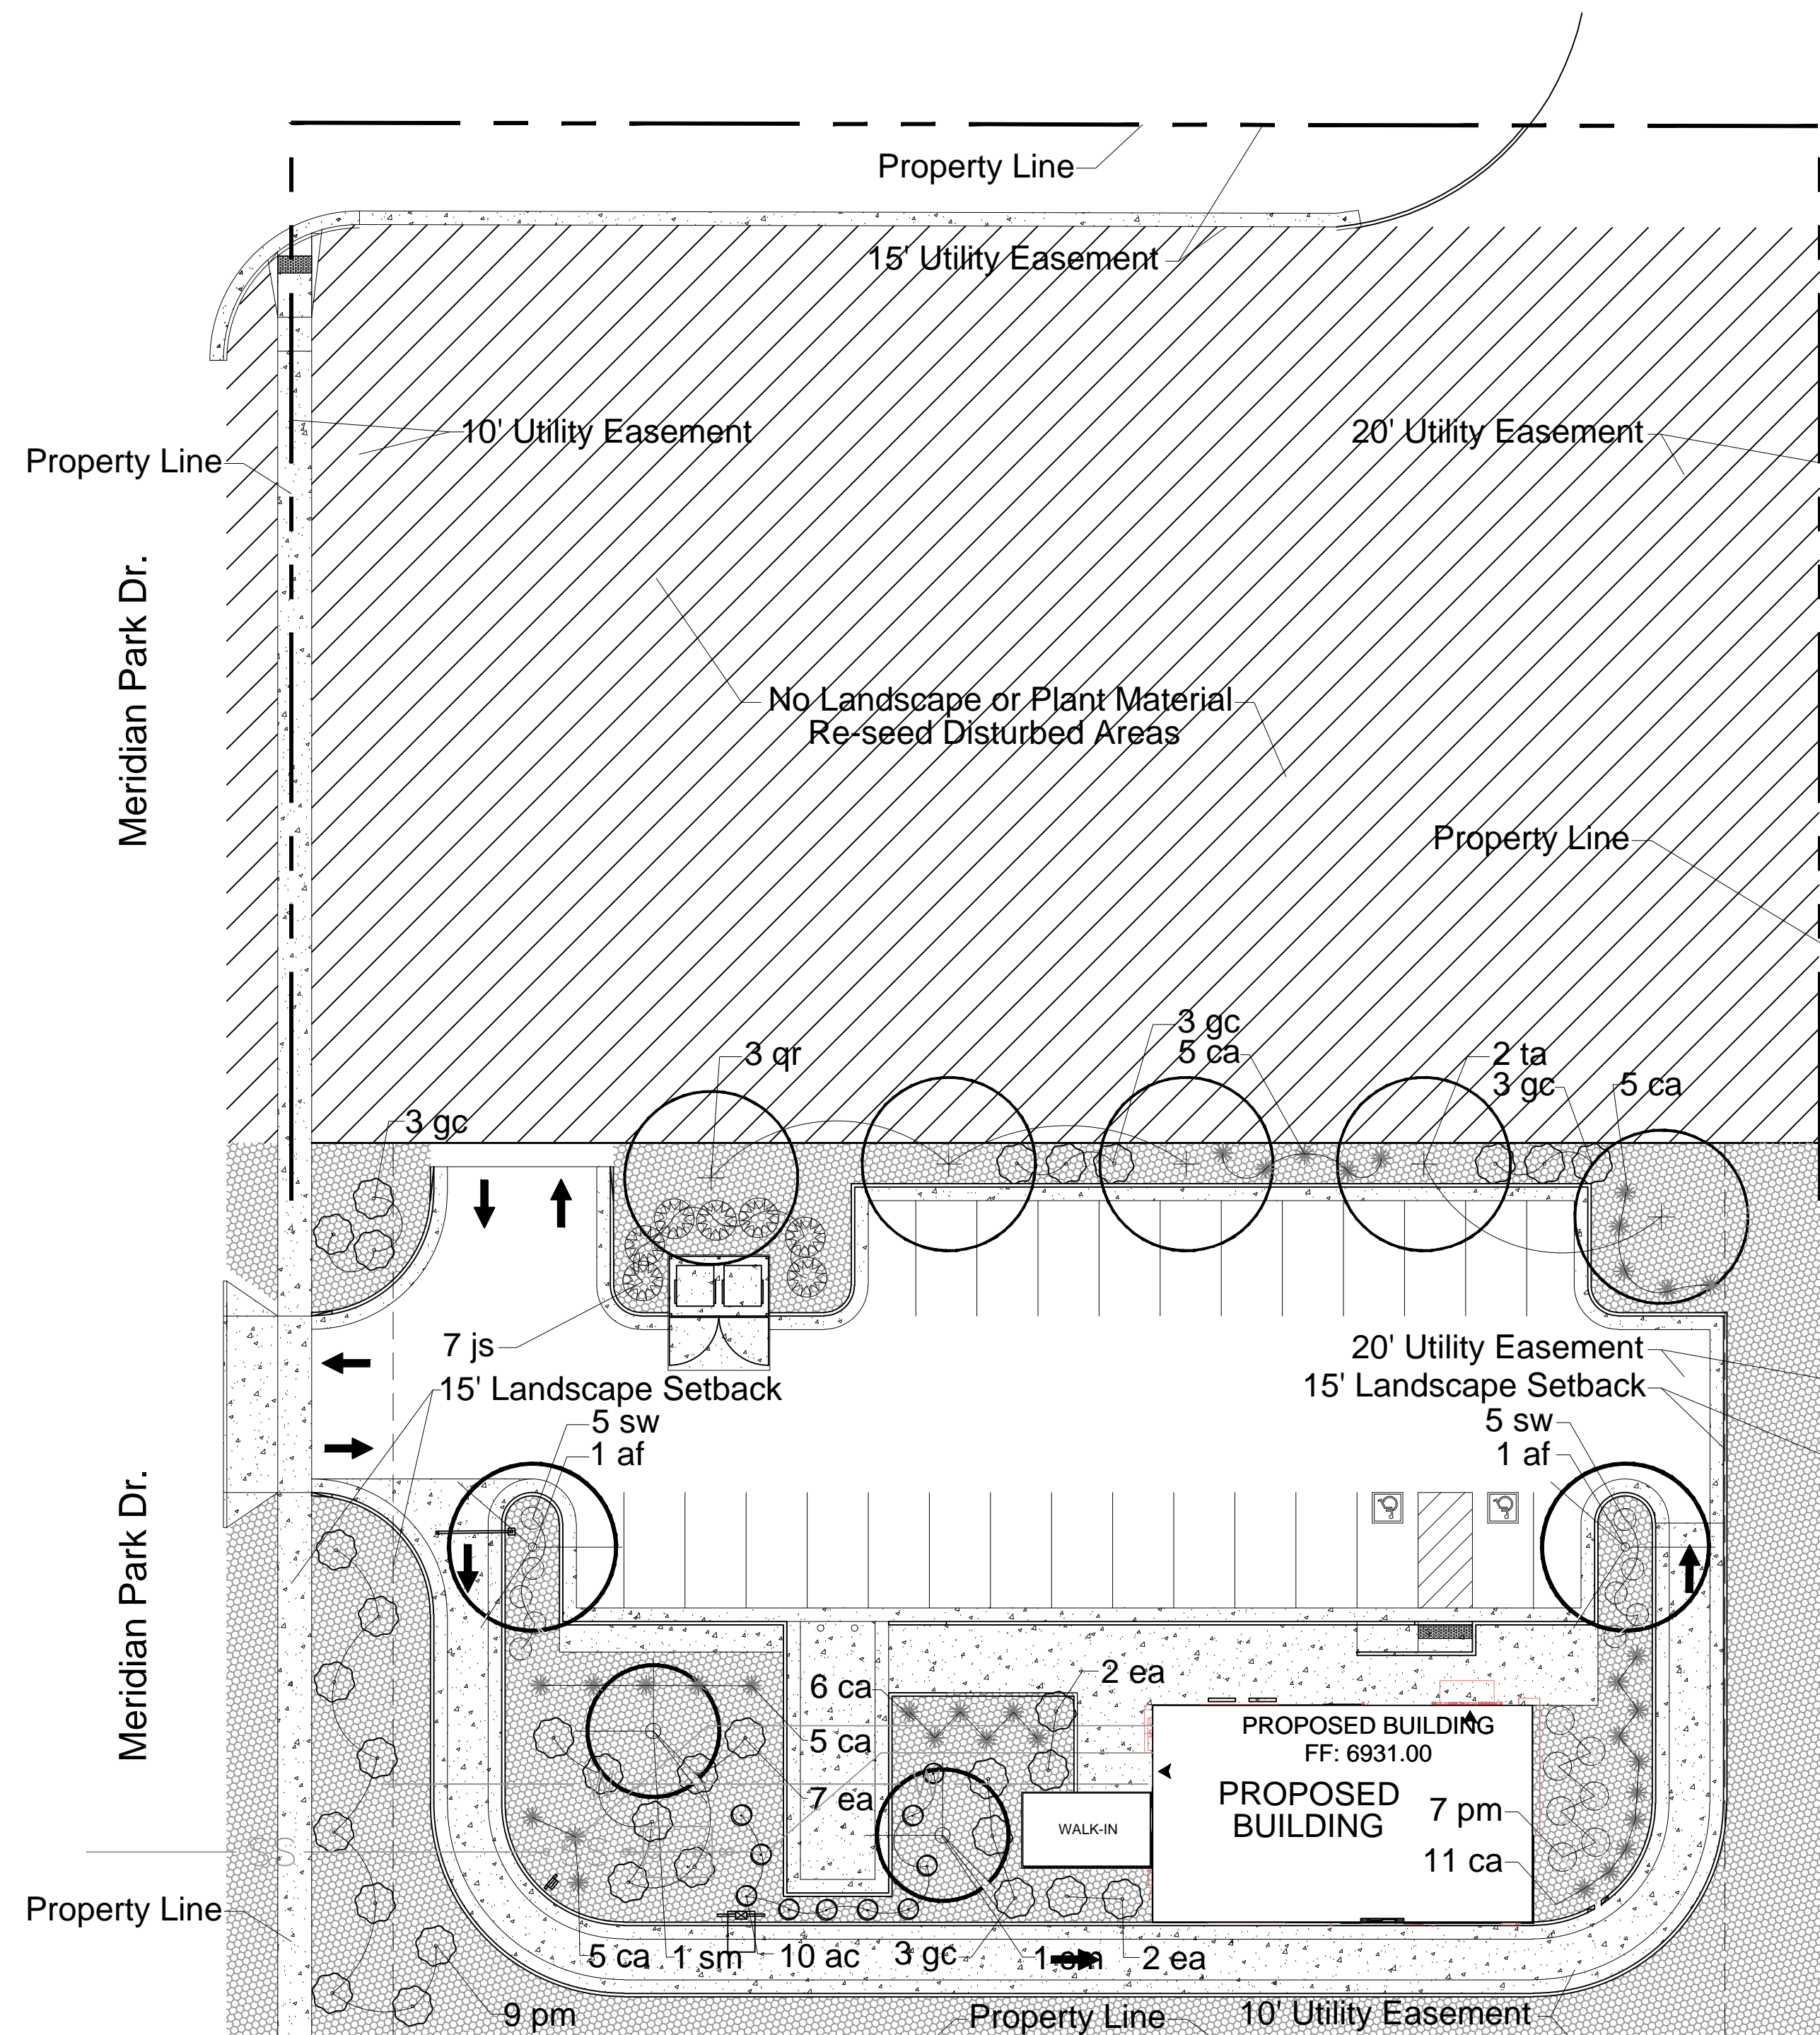 Property Line
15' Utility Easement
10' Utility Easement
20' Utility Easement
Property Line
Meridian Park Dr.
No Landscape or Plant Material
Re-seed Disturbed Areas
Property Line
3 gc
5 ca
3 qr
2 ta
3 gc
5 ca
3 gc
7 js
20' Utility Easement
15' Landscape Setback
15' Landscape Setback
5 sw
1 af
5 sw
1 af
Meridian Park Dr.
2 ea
6 ca
5 ca
7 ea
PROPOSED BUILDING
FF: 6931.00
PROPOSED
BUILDING
WALK-IN
7 pm
11 ca
SS
Property Line
5 ca
1 sm
10 ac
3 gc
1 sm
2 ea
9 pm
Property Line
10' Utility Easement